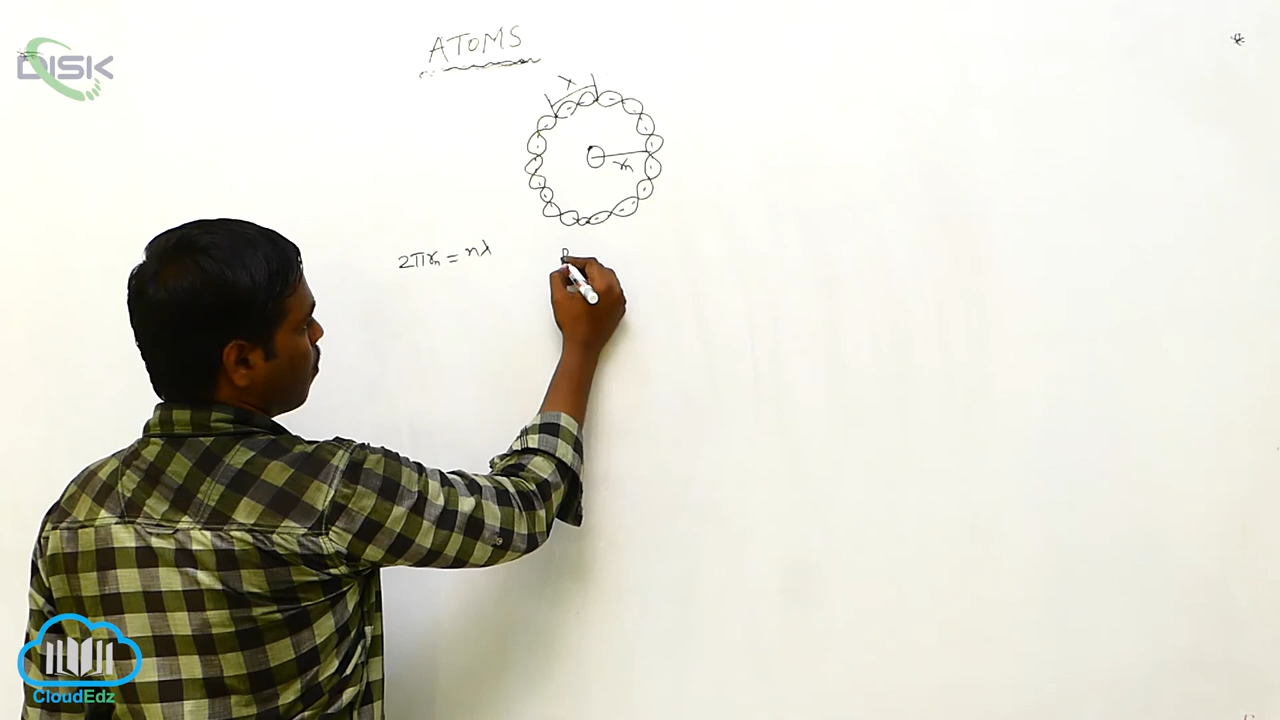 ATOMS
DISK
λ
rn
2πrn = nλ
CloudEdz